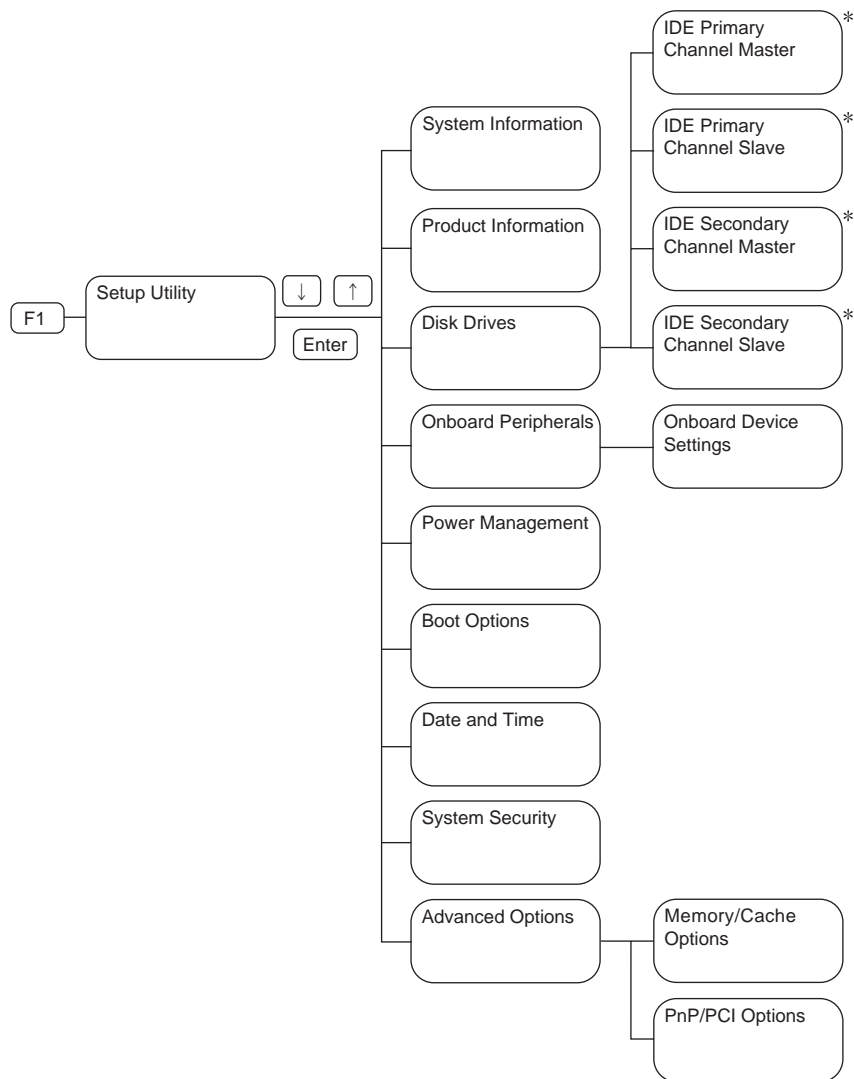 F1
Setup Utility
↓ ↑
Enter
System Information
Product Information
Disk Drives
IDE Primary
Channel Master
*
IDE Primary
Channel Slave
*
IDE Secondary
Channel Master
*
IDE Secondary
Channel Slave
*
Onboard Peripherals
Onboard Device
Settings
Power Management
Boot Options
Date and Time
System Security
Advanced Options
Memory/Cache
Options
PnP/PCI Options